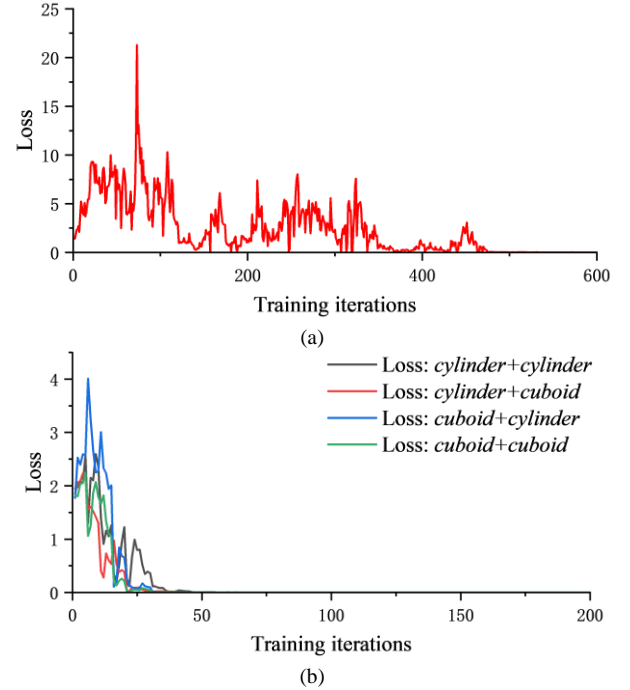 25
20
15
10
5
0
Loss
0 200 400 600
Training iterations
(a)
4
3
2
1
0
Loss
Loss: cylinder+cylinder
Loss: cylinder+cuboid
Loss: cuboid+cylinder
Loss: cuboid+cuboid
0 50 100 150 200
Training iterations
(b)